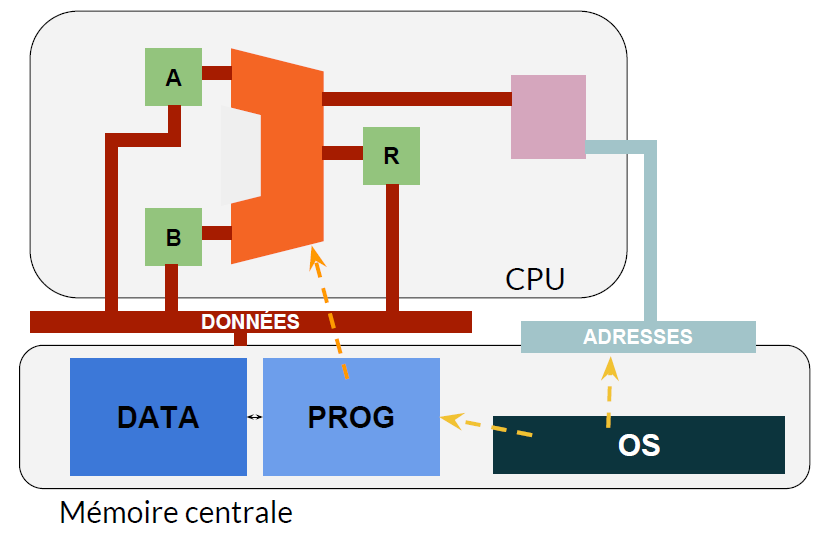 A
R
B
CPU
DONNÉES
ADRESSES
DATA
PROG
OS
Mémoire centrale